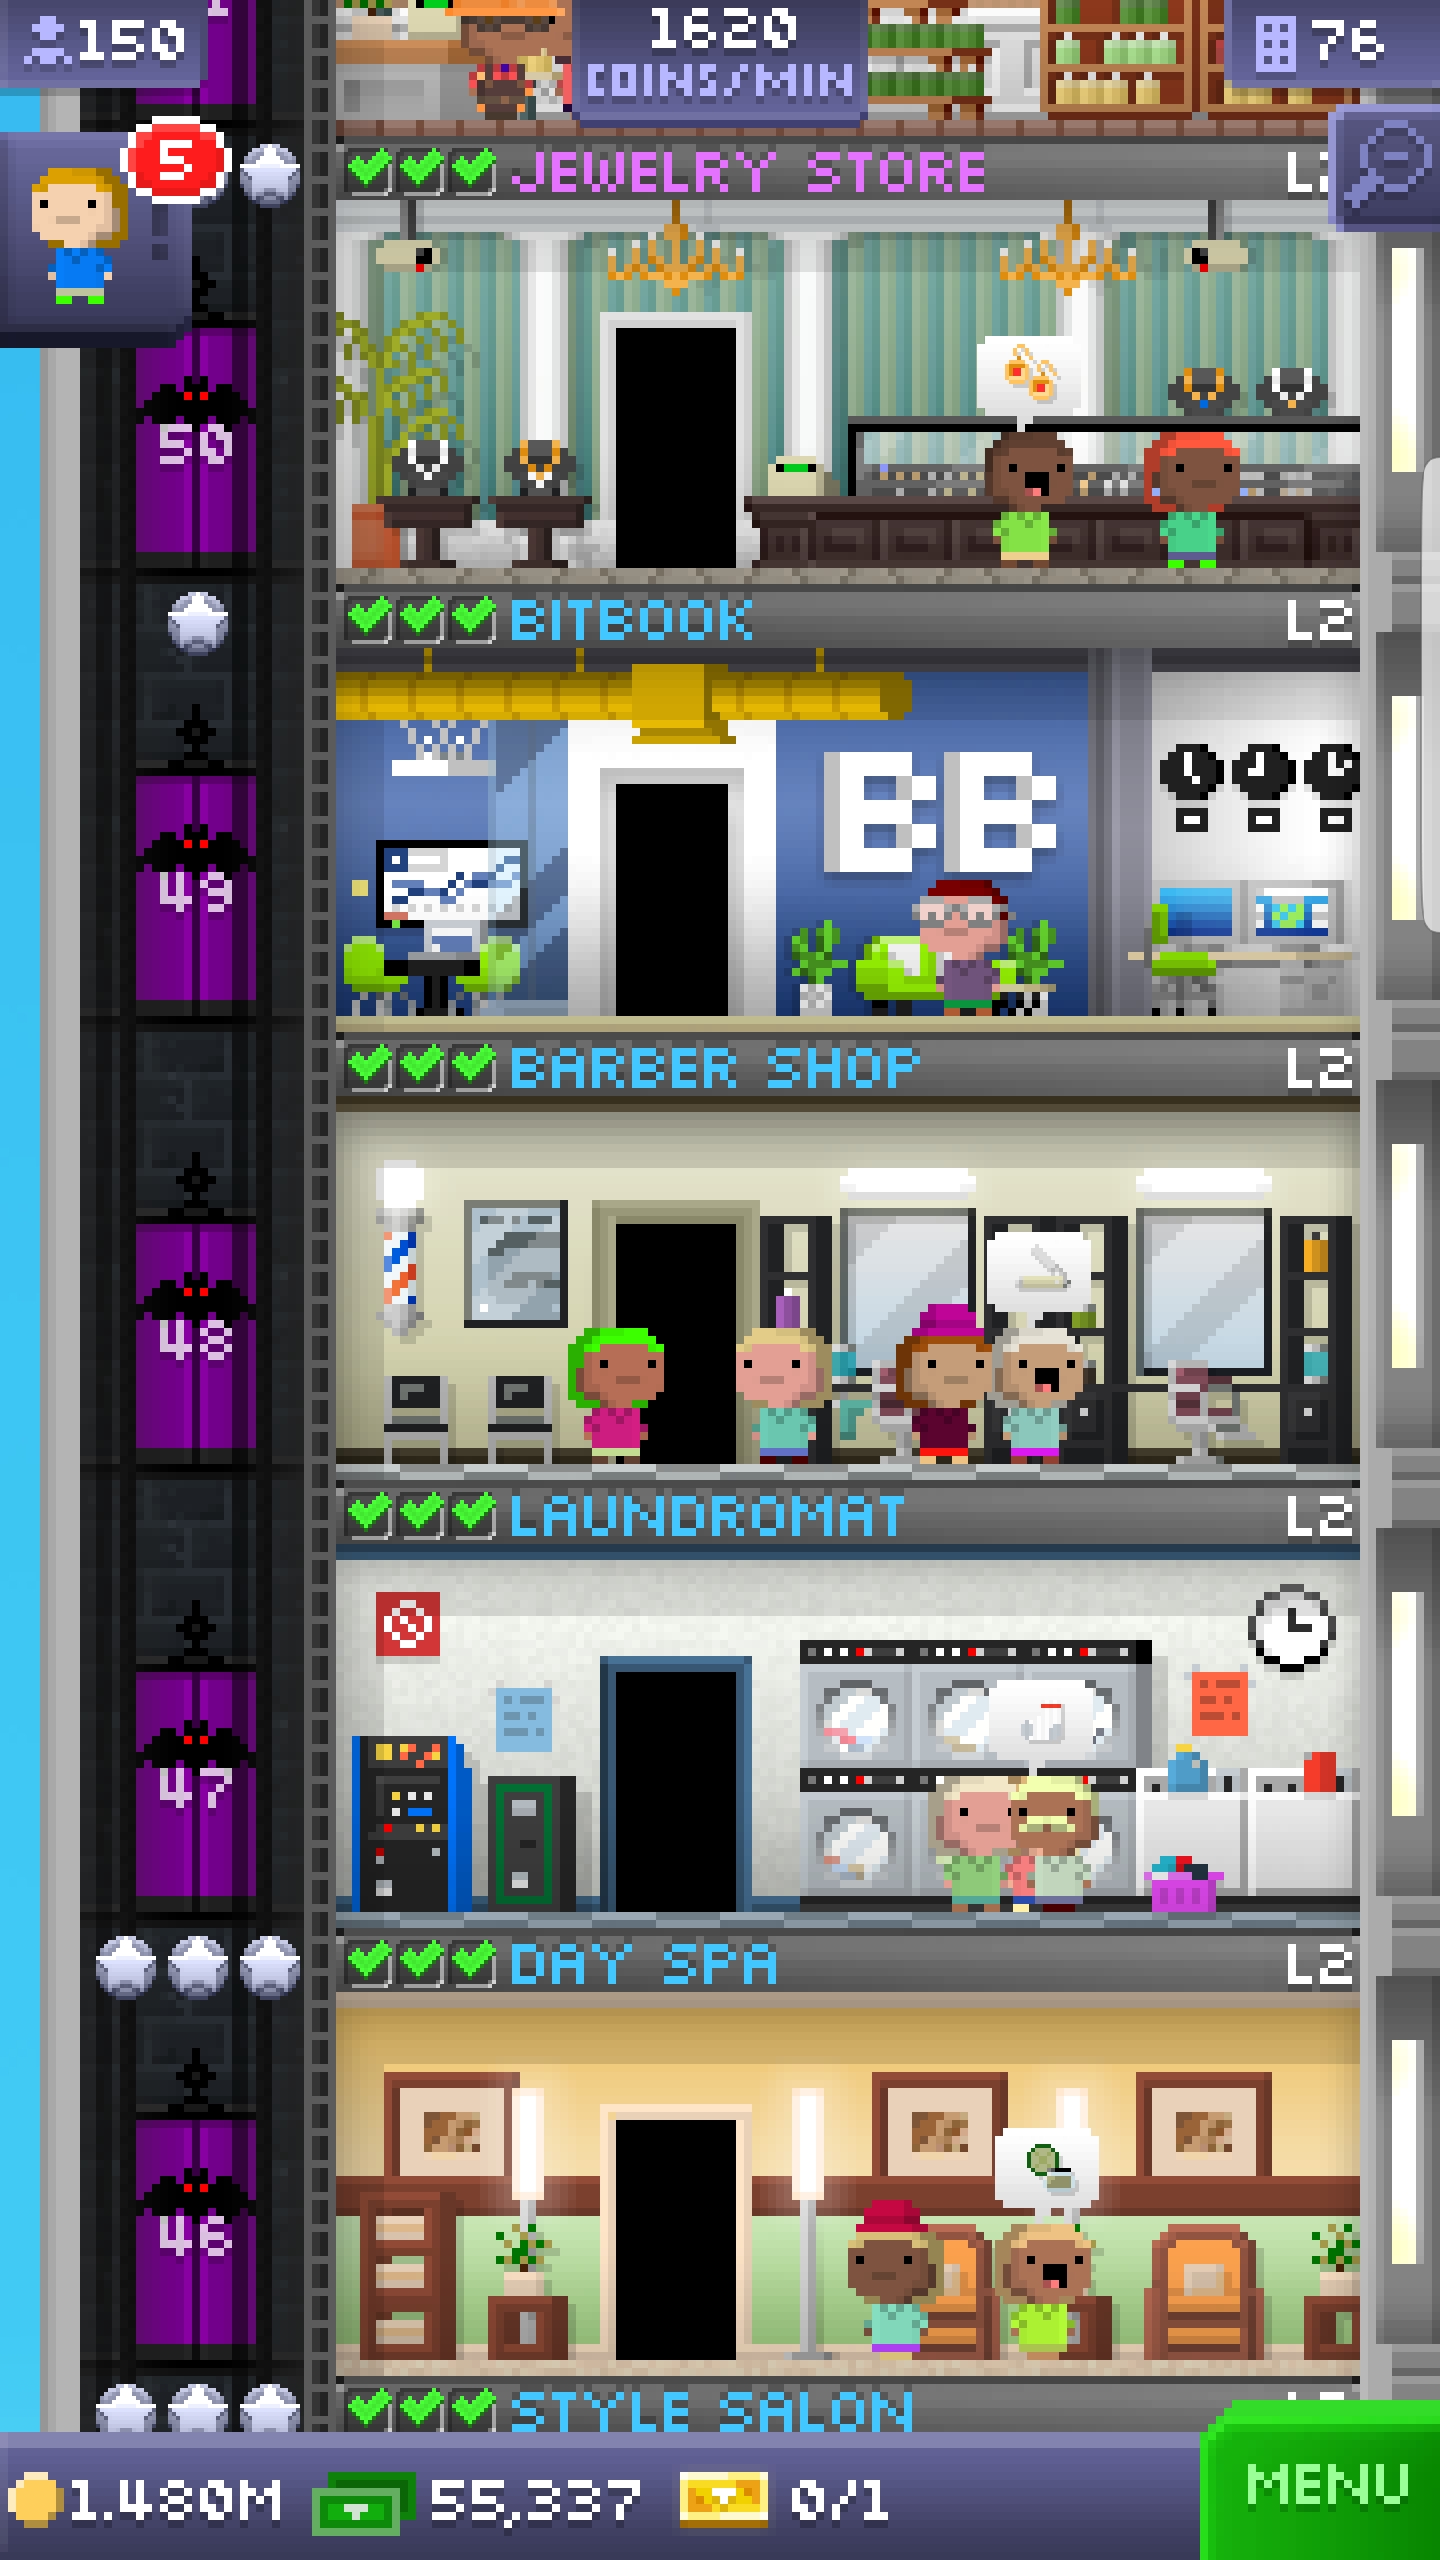 150
1620
COINS/MIN
76
5
JEWELRY STORE
50
BITBOOK L2
BB
49
BARBER SHOP L2
48
LAUNDROMAT L2
47
DAY SPA L2
46
STYLE SALON
1.480M 55,337 0/1
MENU